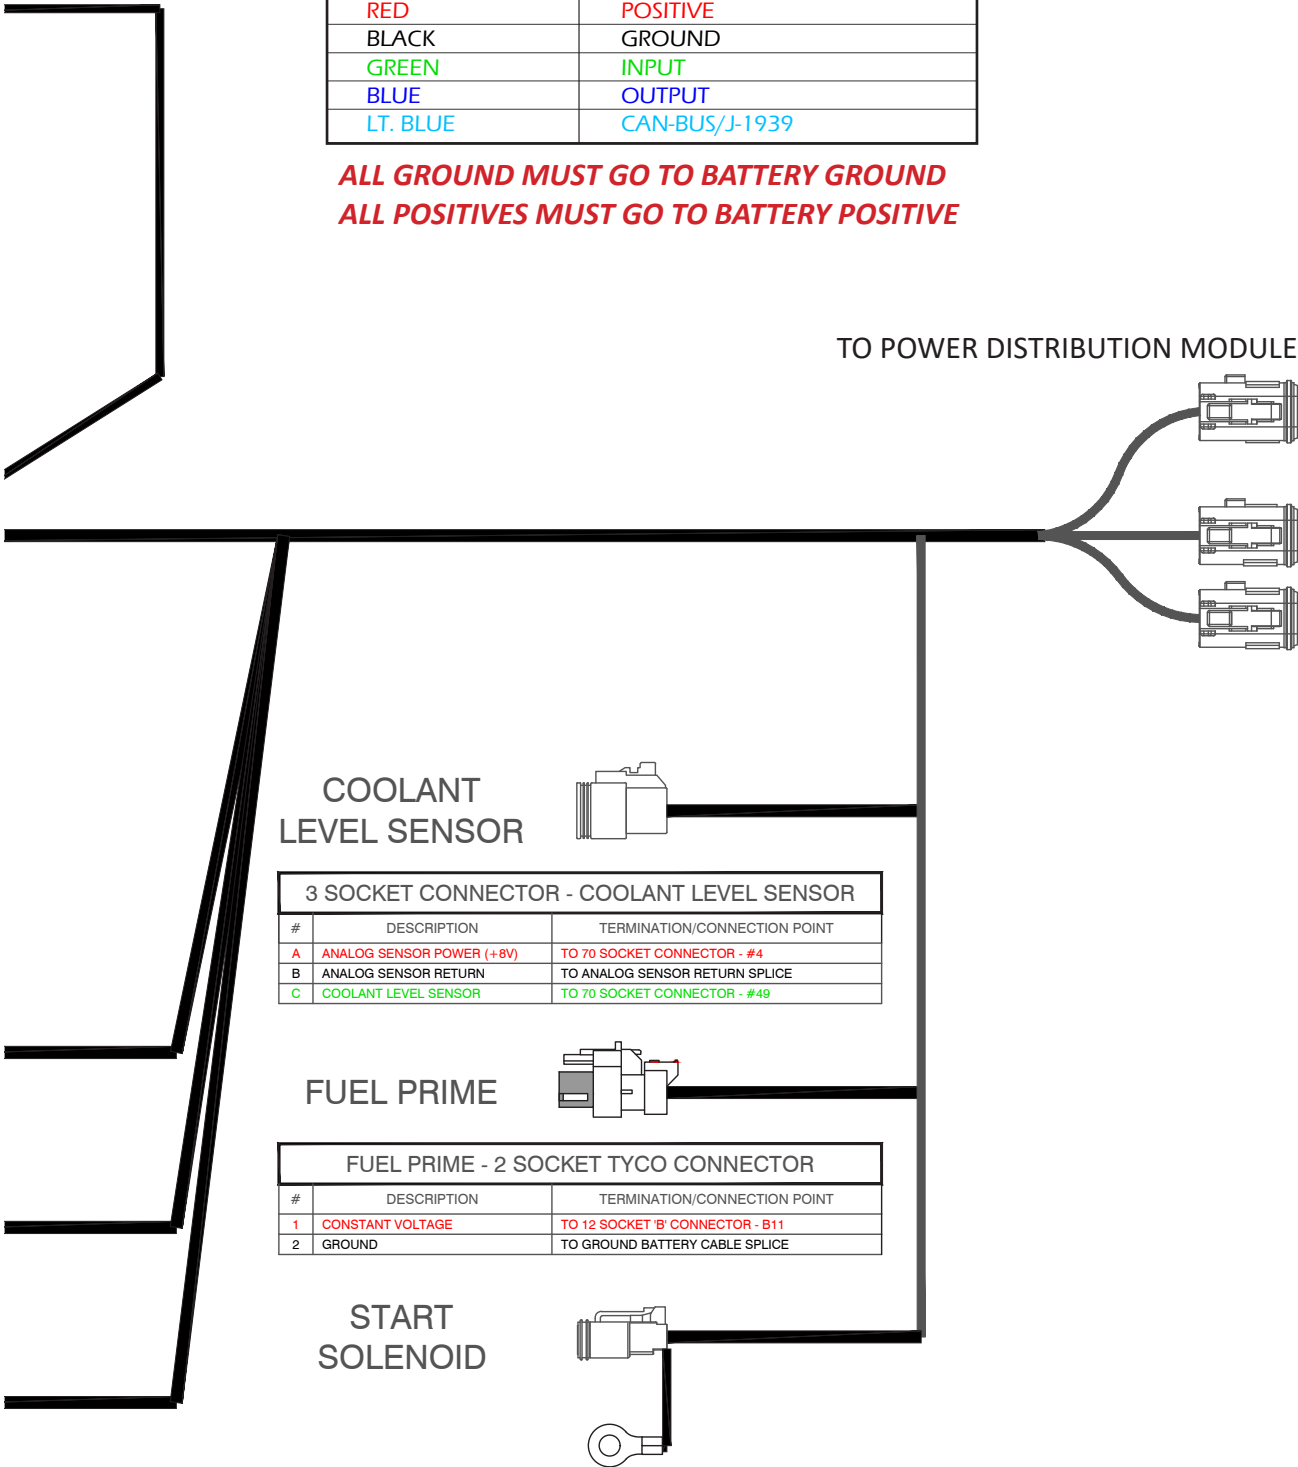 RED POSITIVE
BLACK GROUND
GREEN INPUT
BLUE OUTPUT
LT. BLUE CAN-BUS/J-1939
ALL GROUND MUST GO TO BATTERY GROUND
ALL POSITIVES MUST GO TO BATTERY POSITIVE
TO POWER DISTRIBUTION MODULE
COOLANT
LEVEL SENSOR
3 SOCKET CONNECTOR - COOLANT LEVEL SENSOR
# DESCRIPTION TERMINATION/CONNECTION POINT
A ANALOG SENSOR POWER (+8V) TO 70 SOCKET CONNECTOR - #4
B ANALOG SENSOR RETURN TO ANALOG SENSOR RETURN SPLICE
C COOLANT LEVEL SENSOR TO 70 SOCKET CONNECTOR - #49
FUEL PRIME
FUEL PRIME - 2 SOCKET TYCO CONNECTOR
# DESCRIPTION TERMINATION/CONNECTION POINT
1 CONSTANT VOLTAGE TO 12 SOCKET 'B' CONNECTOR - B11
2 GROUND TO GROUND BATTERY CABLE SPLICE
START
SOLENOID